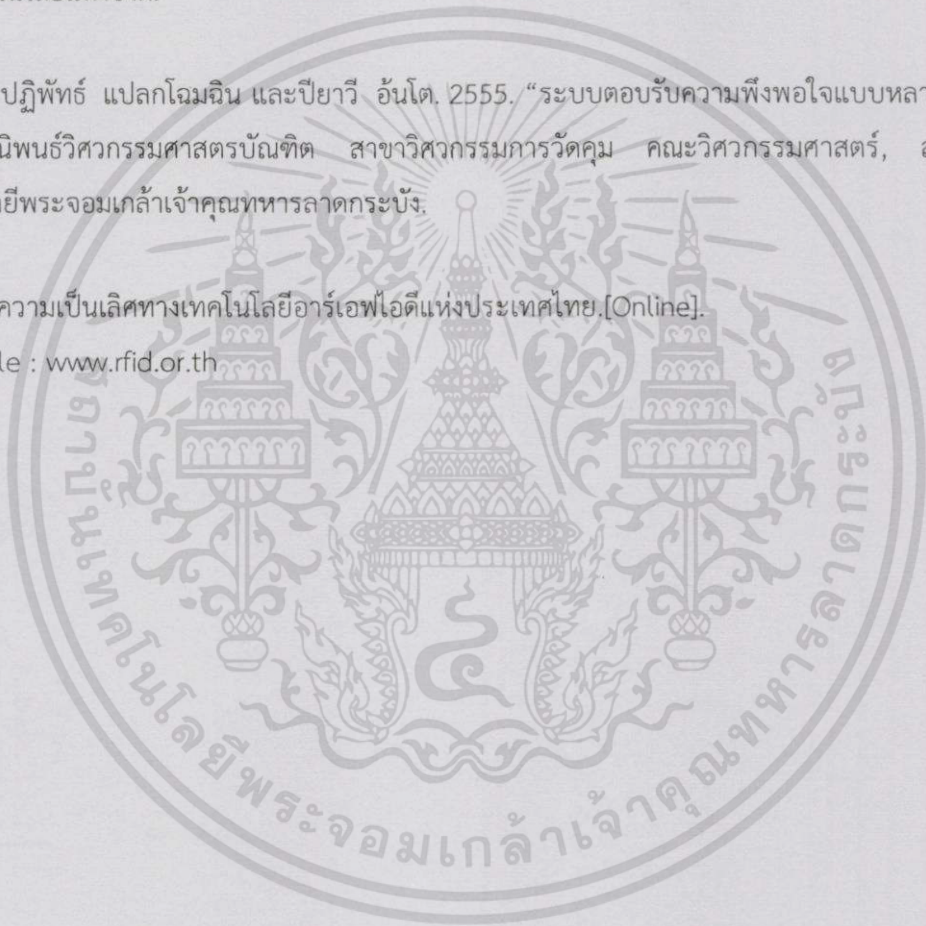 ปฏิพัทธ์ แปลกโฉมฉิน และปิยาวี อ้นโต. 2555. “ระบบตอบรับความพึงพอใจแบบหลา
นิพนธ์วิศวกรรมศาสตรบัณฑิต สาขาวิศวกรรมการวัดคุม คณะวิศวกรรมศาสตร์, ส
ยีพระจอมเกล้าเจ้าคุณทหารลาดกระบัง.
ความเป็นเลิศทางเทคโนโลยีอาร์เอฟไอดีแห่งประเทศไทย.[Online].
le : www.rfid.or.th
สถาบันเทคโนโลยีพระจอมเกล้าเจ้าคุณทหารลาดกระบัง